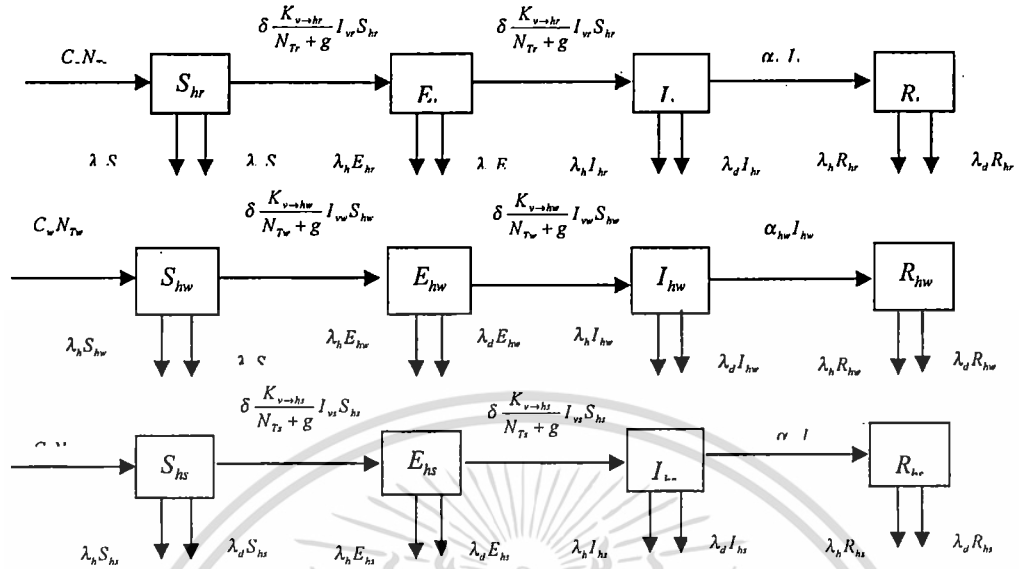 δ K_{v→hr}/(N_{Tr} + g) I_{vr} S_{hr} δ K_{v→hr}/(N_{Tr} + g) I_{vr} S_{hr}
S_{hr}
λ_h E_{hr} λ_h I_{hr} λ_d I_{hr} λ_h R_{hr} λ_d R_{hr}
δ K_{v→hw}/(N_{Tw} + g) I_{vw} S_{hw} δ K_{v→hw}/(N_{Tw} + g) I_{vw} S_{hw}
C_w N_{Tw} α_{hw} I_{hw}
S_{hw} E_{hw} I_{hw} R_{hw}
λ_h S_{hw} λ_h E_{hw} λ_d E_{hw} λ_h I_{hw} λ_d I_{hw} λ_h R_{hw} λ_d R_{hw}
δ K_{v→hs}/(N_{Ts} + g) I_{vs} S_{hs} δ K_{v→hs}/(N_{Ts} + g) I_{vs} S_{hs}
S_{hs} E_{hs}
λ_h S_{hs} λ_d S_{hs} λ_h E_{hs} λ_d E_{hs} λ_h I_{hs} λ_d I_{hs} λ_h R_{hs} λ_d R_{hs}